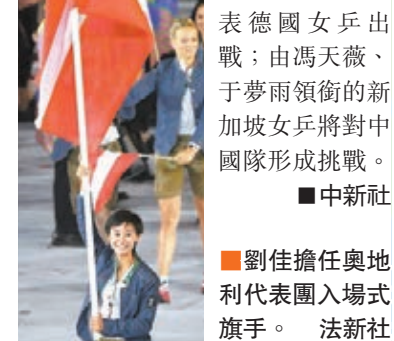 表德國女乒出
戰；由馮天薇、
于夢雨領銜的新
加坡女乒將對中
國隊形成挑戰。
■中新社
■劉佳擔任奧地
利代表團入場式
旗手。 法新社